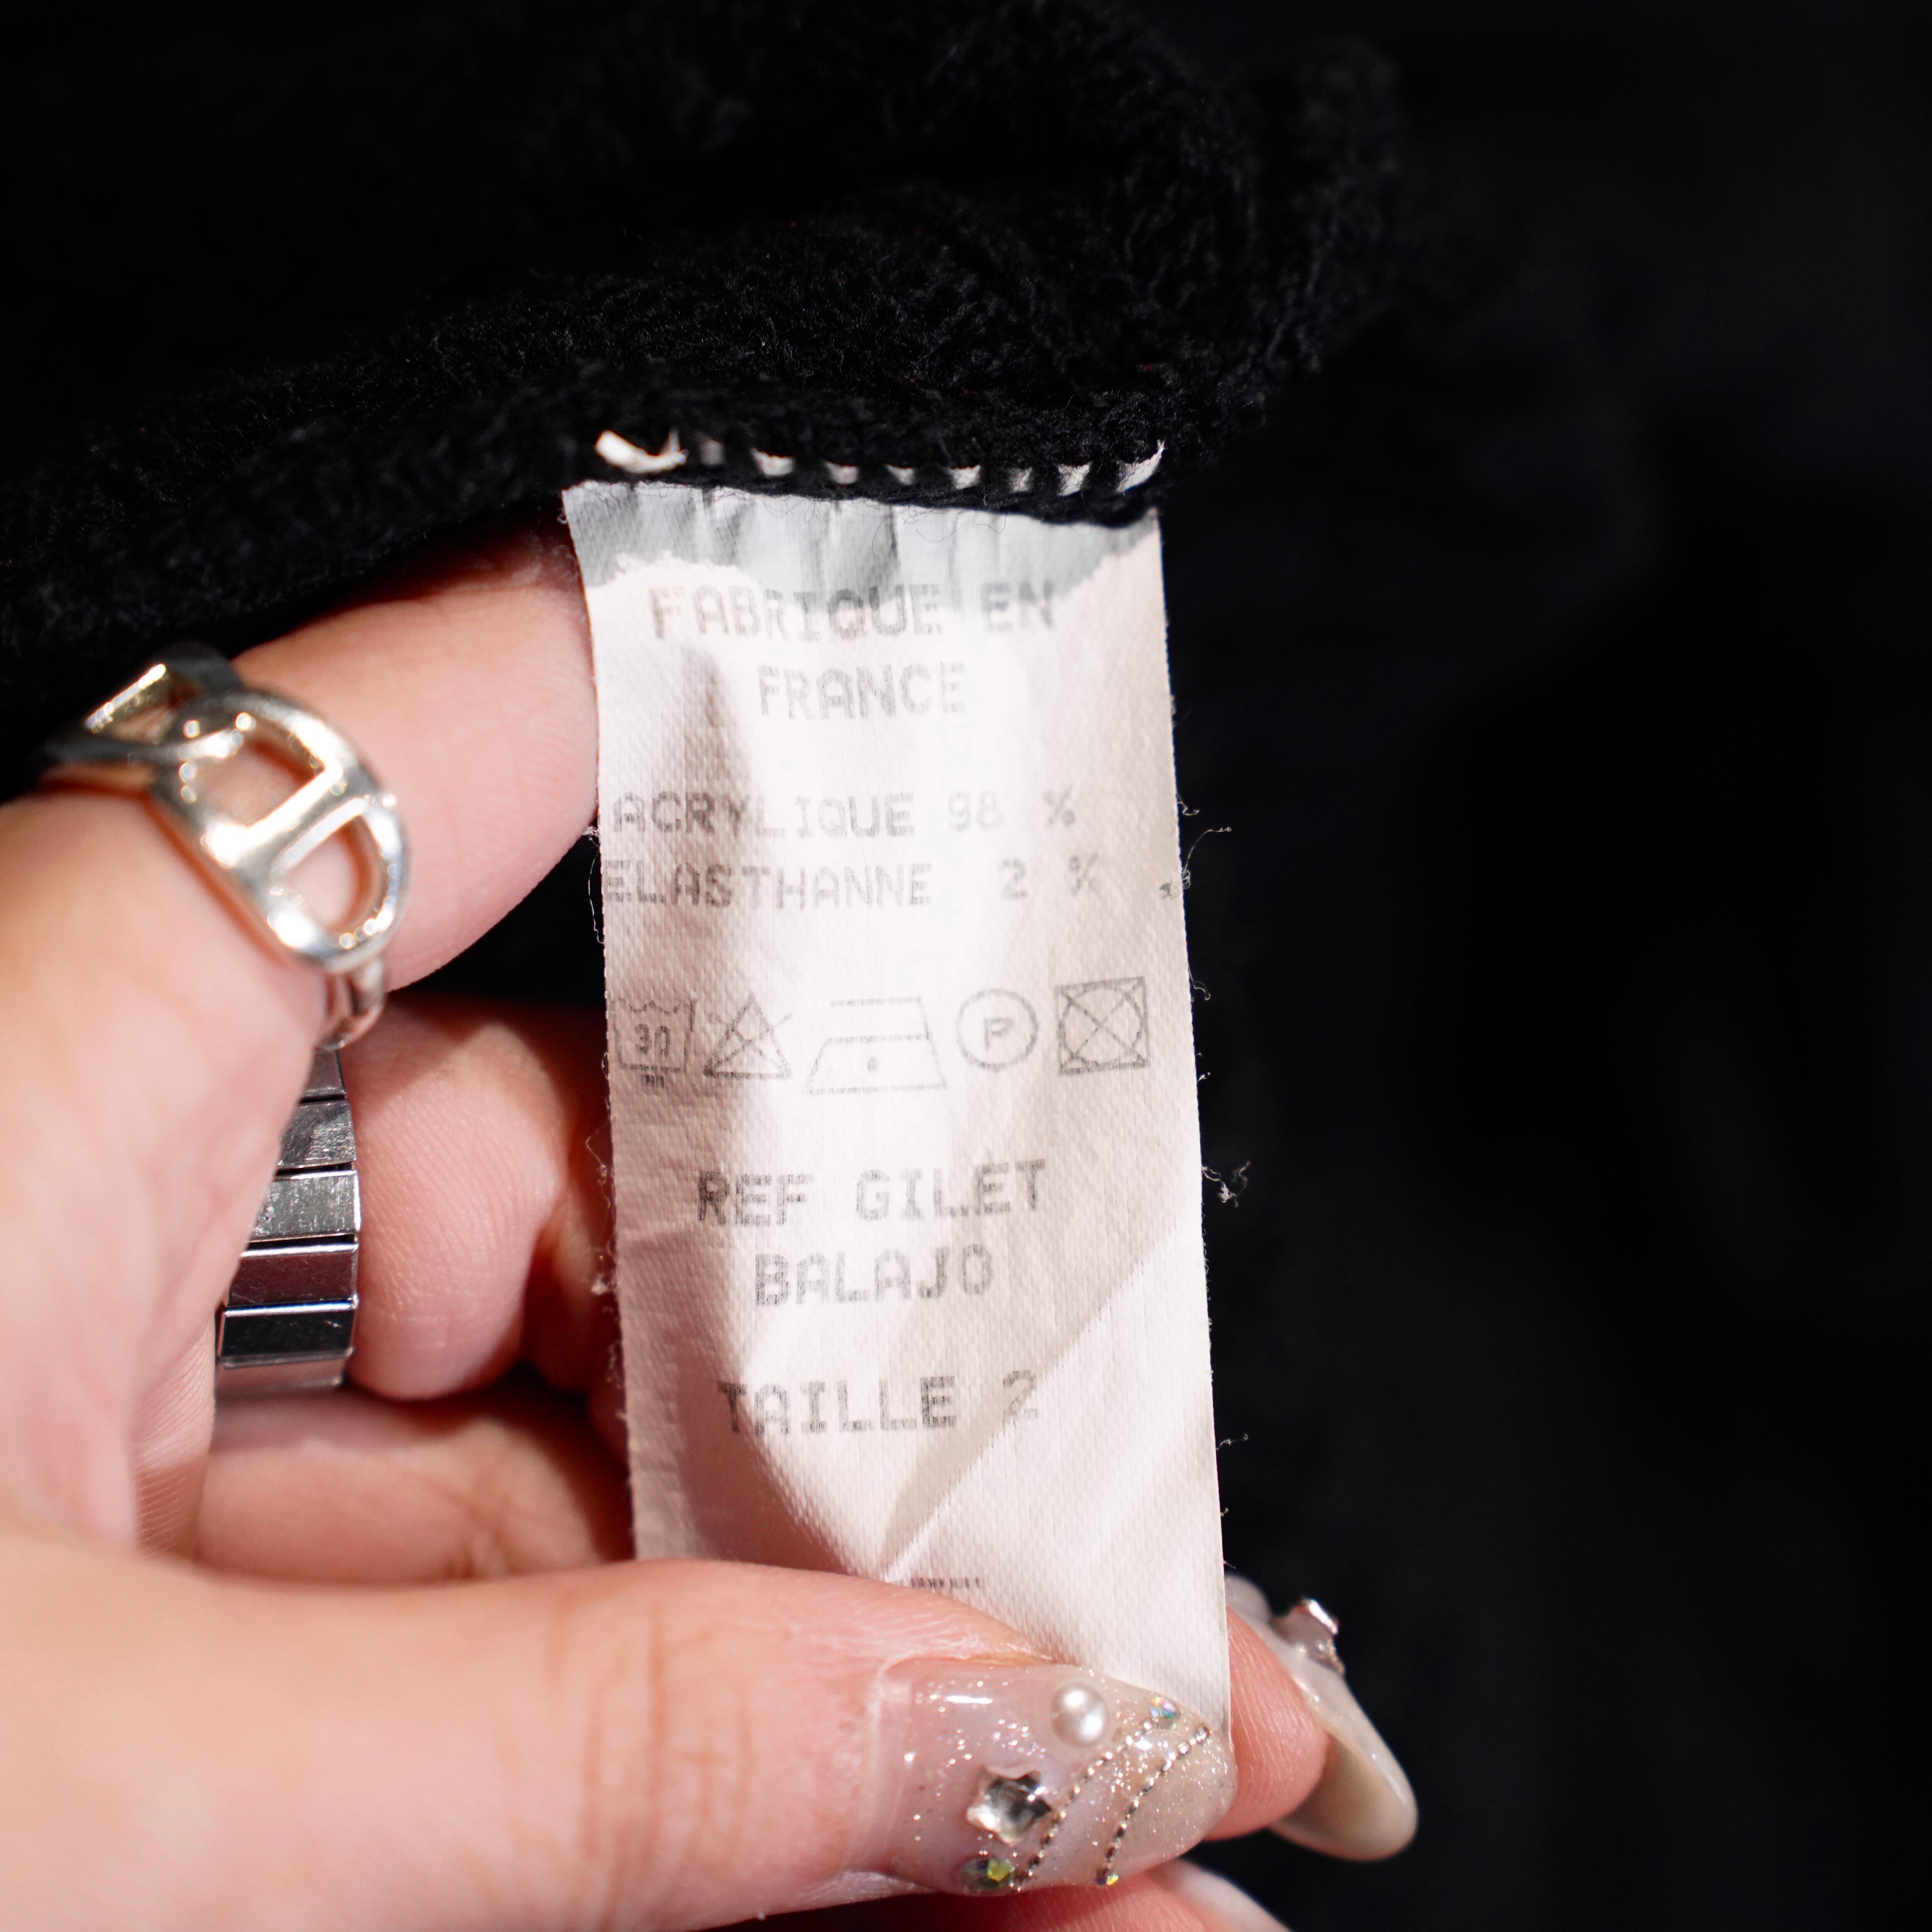 FABRIQUE EN
FRANCE
ACRYLIQUE 98 %
ELASTHANNE 2 %
30
P
REF GILET
BALAJO
TAILLE 2